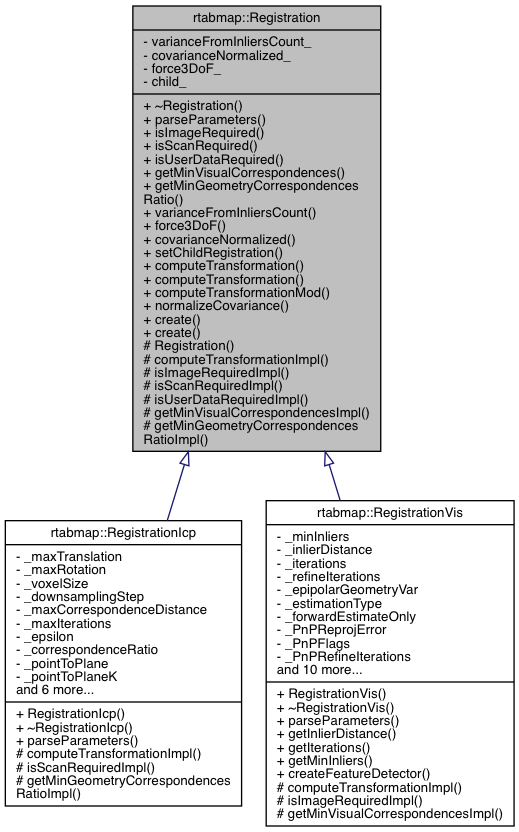 rtabmap::Registration
- varianceFromInliersCount_
- covarianceNormalized_
- force3DoF_
- child_
+ ~Registration()
+ parseParameters()
+ isImageRequired()
+ isScanRequired()
+ isUserDataRequired()
+ getMinVisualCorrespondences()
+ getMinGeometryCorrespondences
Ratio()
+ varianceFromInliersCount()
+ force3DoF()
+ covarianceNormalized()
+ setChildRegistration()
+ computeTransformation()
+ computeTransformation()
+ computeTransformationMod()
+ normalizeCovariance()
+ create()
+ create()
# Registration()
# computeTransformationImpl()
# isImageRequiredImpl()
# isScanRequiredImpl()
# isUserDataRequiredImpl()
# getMinVisualCorrespondencesImpl()
# getMinGeometryCorrespondences
RatioImpl()
rtabmap::RegistrationIcp
- _maxTranslation
- _maxRotation
- _voxelSize
- _downsamplingStep
- _maxCorrespondenceDistance
- _maxIterations
- _epsilon
- _correspondenceRatio
- _pointToPlane
- _pointToPlaneK
and 6 more...
+ RegistrationIcp()
+ ~RegistrationIcp()
+ parseParameters()
# computeTransformationImpl()
# isScanRequiredImpl()
# getMinGeometryCorrespondences
RatioImpl()
rtabmap::RegistrationVis
- _minInliers
- _inlierDistance
- _iterations
- _refineIterations
- _epipolarGeometryVar
- _estimationType
- _forwardEstimateOnly
- _PnPReprojError
- _PnPFlags
- _PnPRefineIterations
and 10 more...
+ RegistrationVis()
+ ~RegistrationVis()
+ parseParameters()
+ getInlierDistance()
+ getIterations()
+ getMinInliers()
+ createFeatureDetector()
# computeTransformationImpl()
# isImageRequiredImpl()
# getMinVisualCorrespondencesImpl()